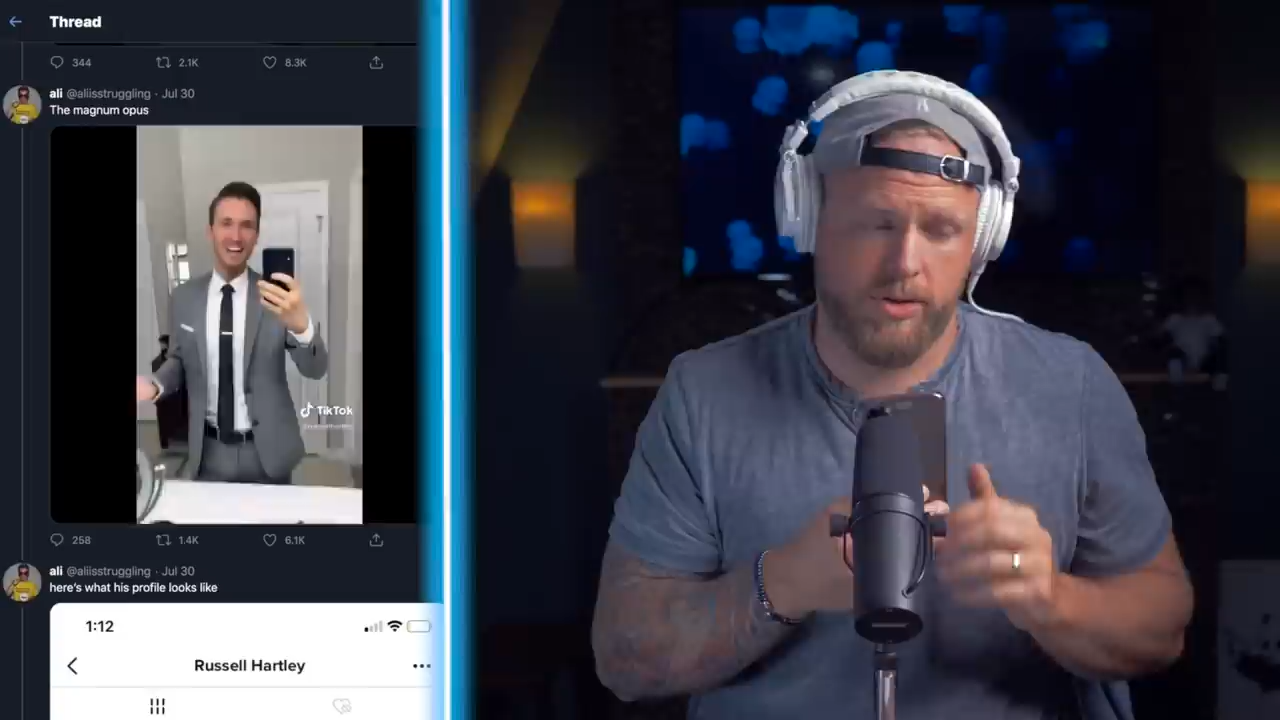 Thread
344
2.1K
8.3K
ali @aliisstruggling · Jul 30
The magnum opus
TikTok
258
1.4K
6.1K
ali @aliisstruggling · Jul 30
here's what his profile looks like
1:12
Russell Hartley